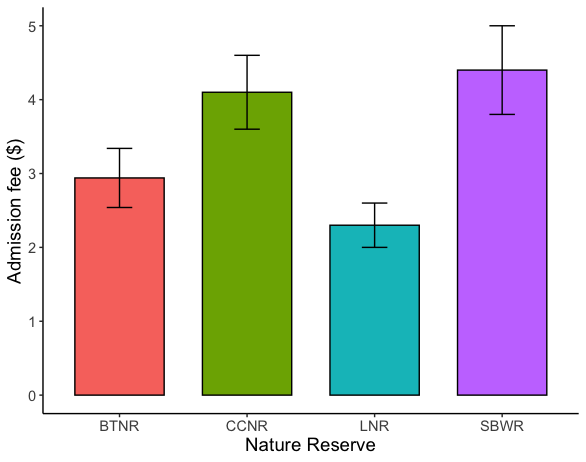 Admission fee ($)
5
4
3
2
1
0
BTNR CCNR LNR SBWR
Nature Reserve